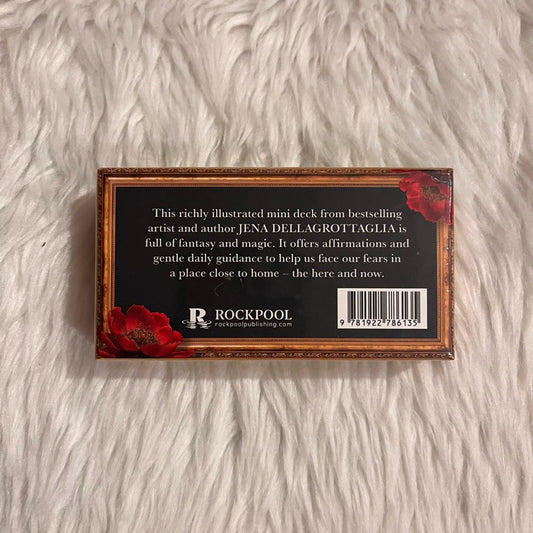 This richly illustrated mini deck from bestselling
artist and author JENA DELLAGROTTAGLIA is
full of fantasy and magic. It offers affirmations and
gentle daily guidance to help us face our fears in
a place close to home – the here and now.
R ROCKPOOL
rockpoolpublishing.com
9 781922 786135